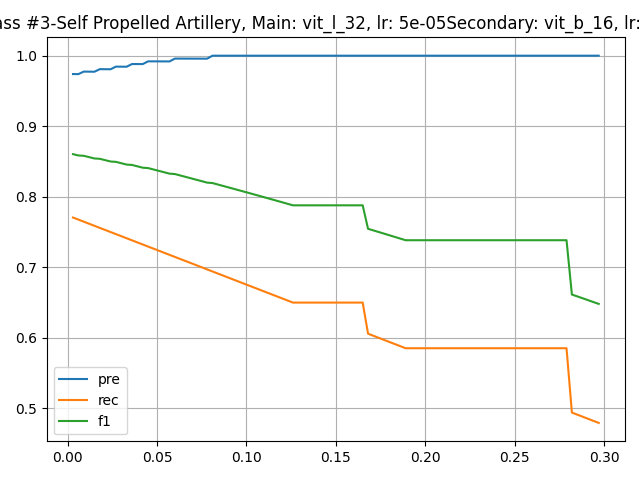 ass #3-Self Propelled Artillery, Main: vit_l_32, lr: 5e-05Secondary: vit_b_16, lr:
1.0
0.9
0.8
0.7
0.6
0.5
pre
rec
f1
0.00 0.05 0.10 0.15 0.20 0.25 0.30